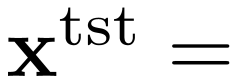 𝐱^tst =